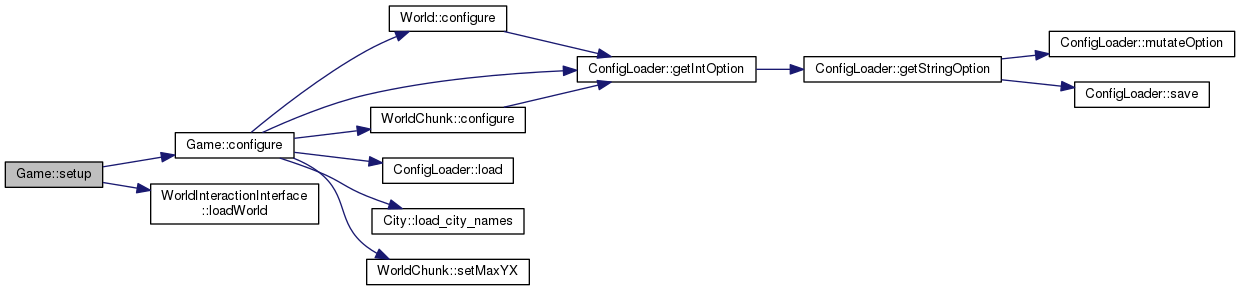 Game::setup
Game::configure
WorldInteractionInterface
::loadWorld
World::configure
WorldChunk::configure
ConfigLoader::load
City::load_city_names
WorldChunk::setMaxYX
ConfigLoader::getIntOption
ConfigLoader::getStringOption
ConfigLoader::mutateOption
ConfigLoader::save